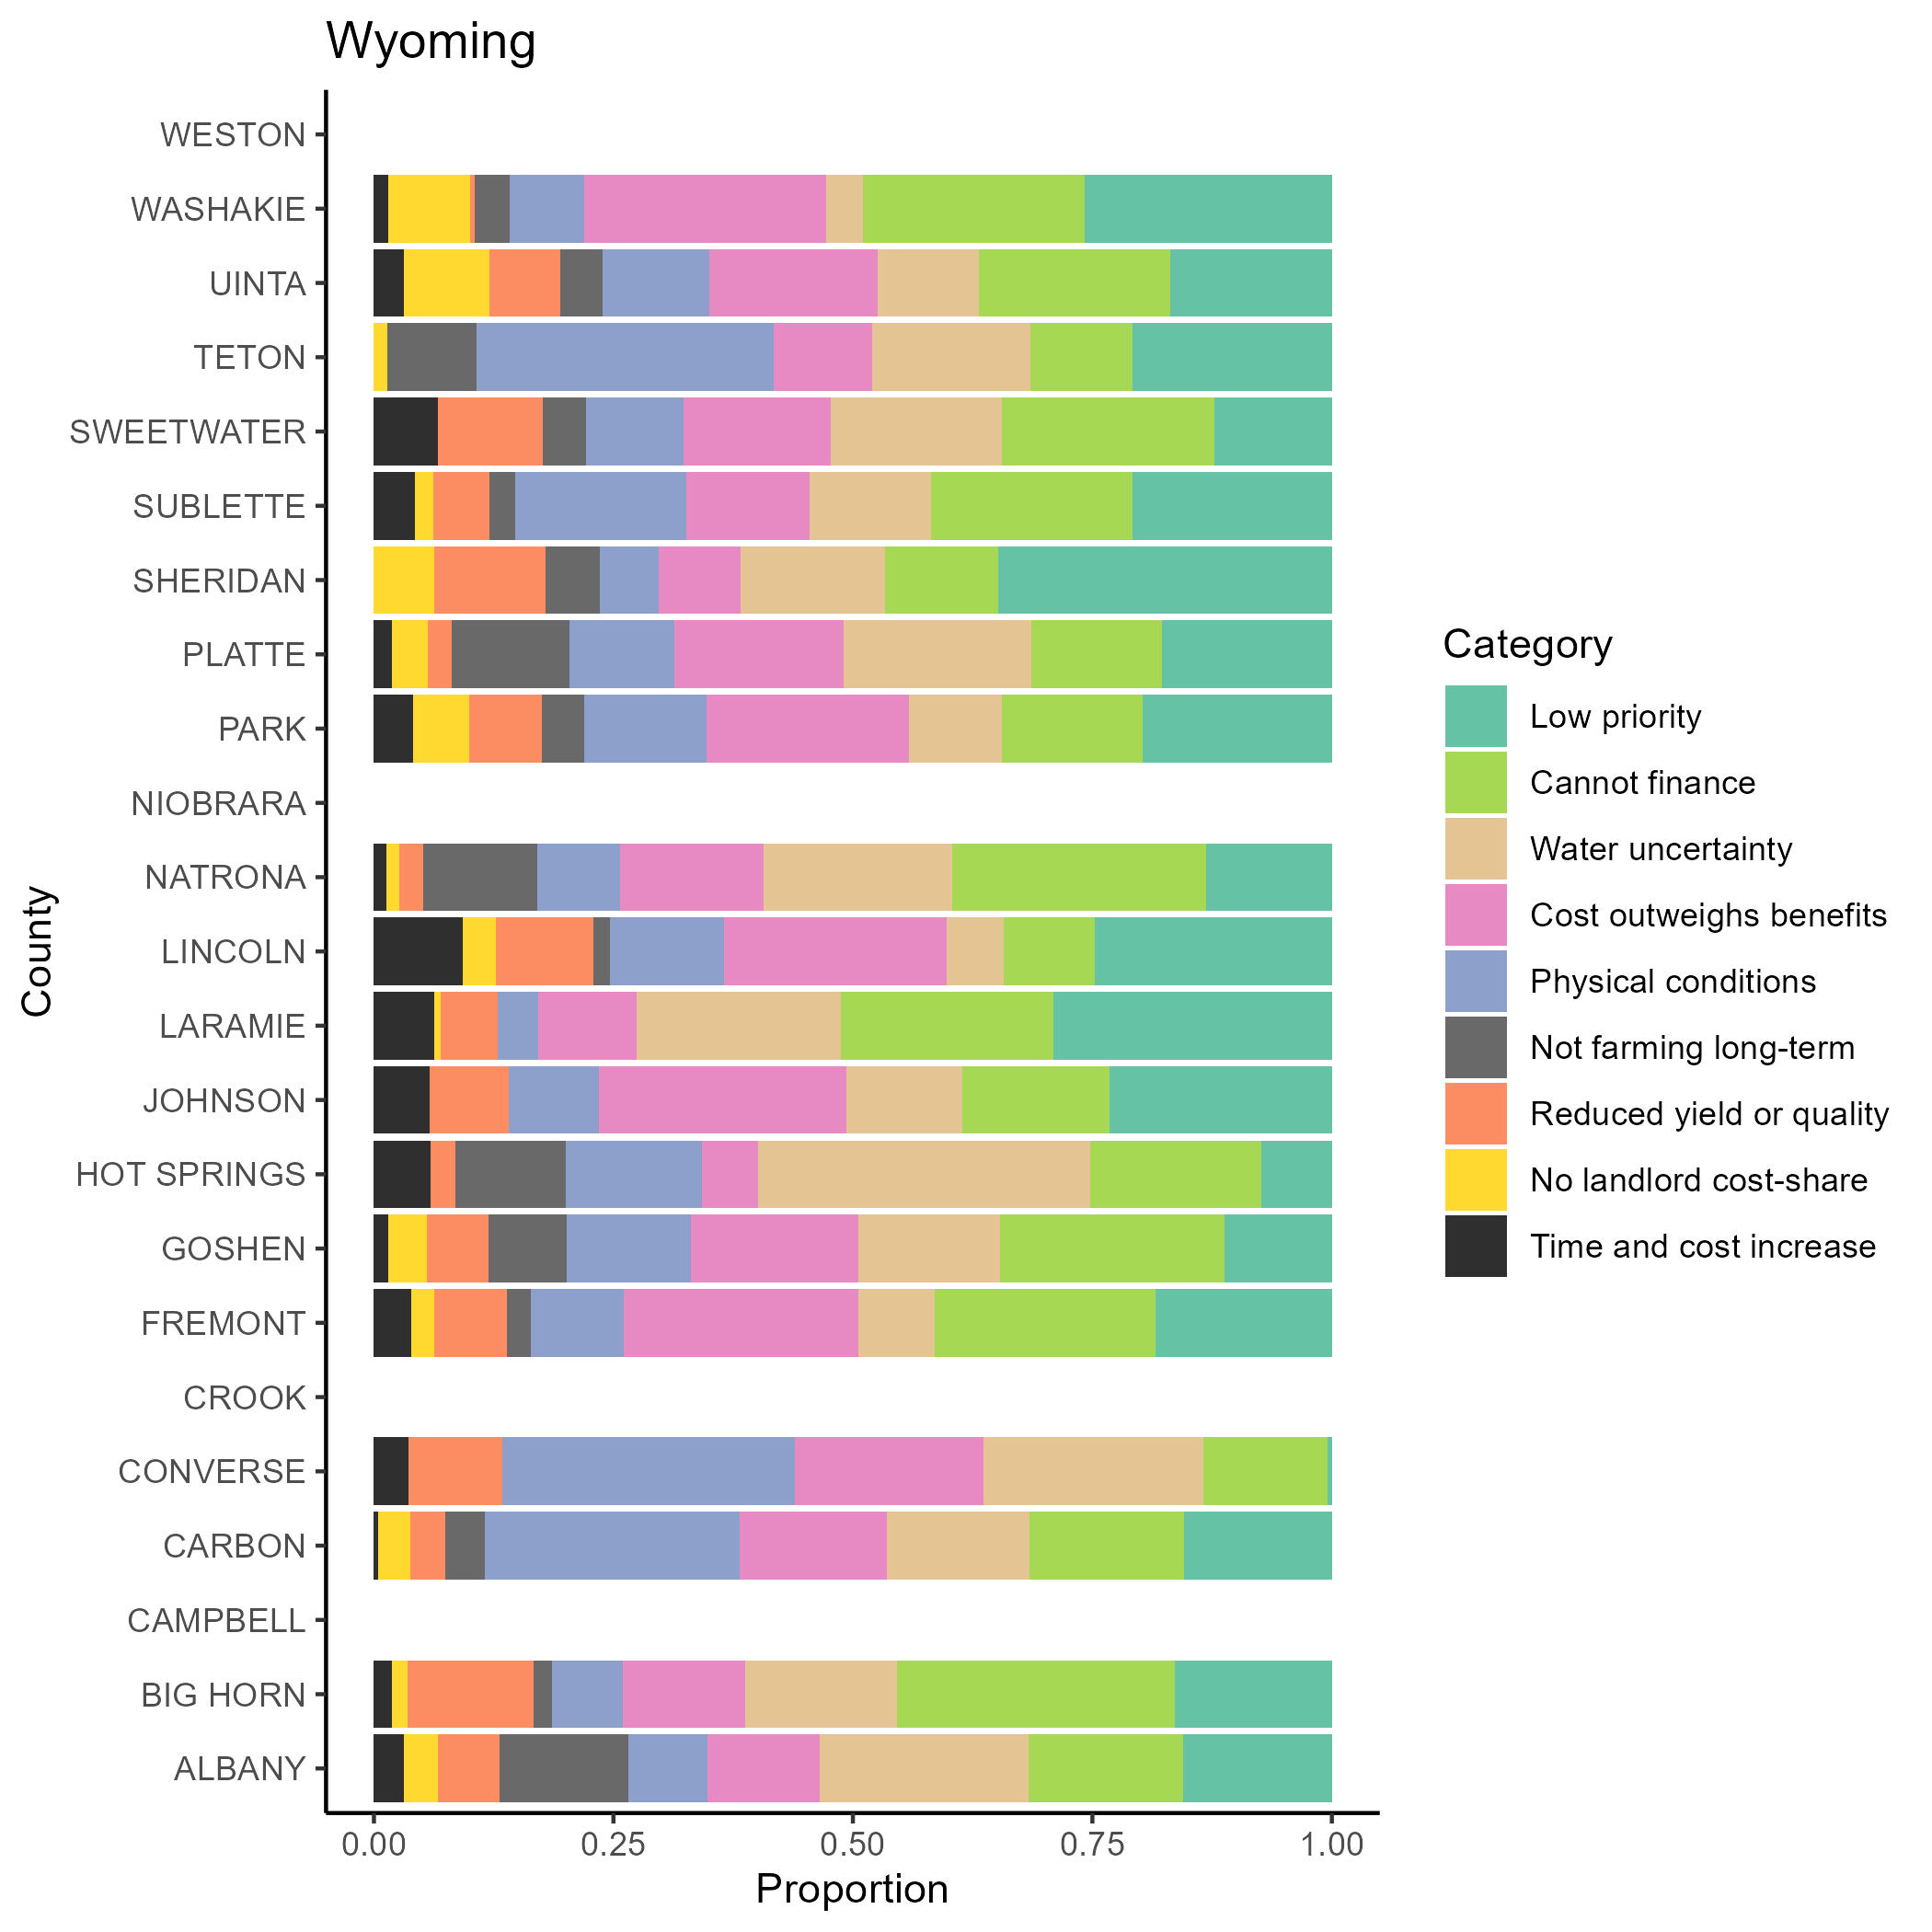 Wyoming
WESTON
WASHAKIE
UINTA
TETON
SWEETWATER
SUBLETTE
SHERIDAN
PLATTE
PARK
NIOBRARA
NATRONA
LINCOLN
LARAMIE
JOHNSON
HOT SPRINGS
GOSHEN
FREMONT
CROOK
CONVERSE
CARBON
CAMPBELL
BIG HORN
ALBANY
County
0.00 0.25 0.50 0.75 1.00
Proportion
Category
Low priority
Cannot finance
Water uncertainty
Cost outweighs benefits
Physical conditions
Not farming long-term
Reduced yield or quality
No landlord cost-share
Time and cost increase